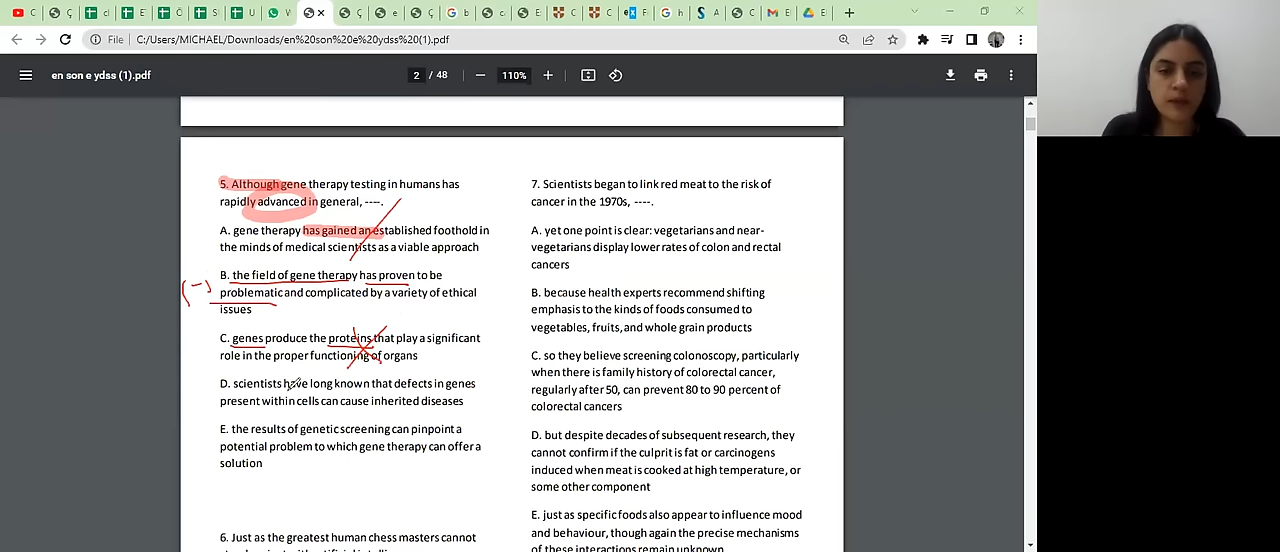 File
C:/Users/MICHAEL/Downloads/en%20son%20e%20ydss%20(1).pdf
en son e ydss (1).pdf
2 / 48
110%
5. Although gene therapy testing in humans has
rapidly advanced in general, ----.
A. gene therapy has gained an established foothold in
the minds of medical scientists as a viable approach
B. the field of gene therapy has proven to be
(-)
problematic and complicated by a variety of ethical
issues
C. genes produce the proteins that play a significant
role in the proper functioning of organs
D. scientists have long known that defects in genes
present within cells can cause inherited diseases
E. the results of genetic screening can pinpoint a
potential problem to which gene therapy can offer a
solution
6. Just as the greatest human chess masters cannot
7. Scientists began to link red meat to the risk of
cancer in the 1970s, ----.
A. yet one point is clear: vegetarians and near-
vegetarians display lower rates of colon and rectal
cancers
B. because health experts recommend shifting
emphasis to the kinds of foods consumed to
vegetables, fruits, and whole grain products
C. so they believe screening colonoscopy, particularly
when there is family history of colorectal cancer,
regularly after 50, can prevent 80 to 90 percent of
colorectal cancers
D. but despite decades of subsequent research, they
cannot confirm if the culprit is fat or carcinogens
induced when meat is cooked at high temperature, or
some other component
E. just as specific foods also appear to influence mood
and behaviour, though again the precise mechanisms
of these interactions remain unknown